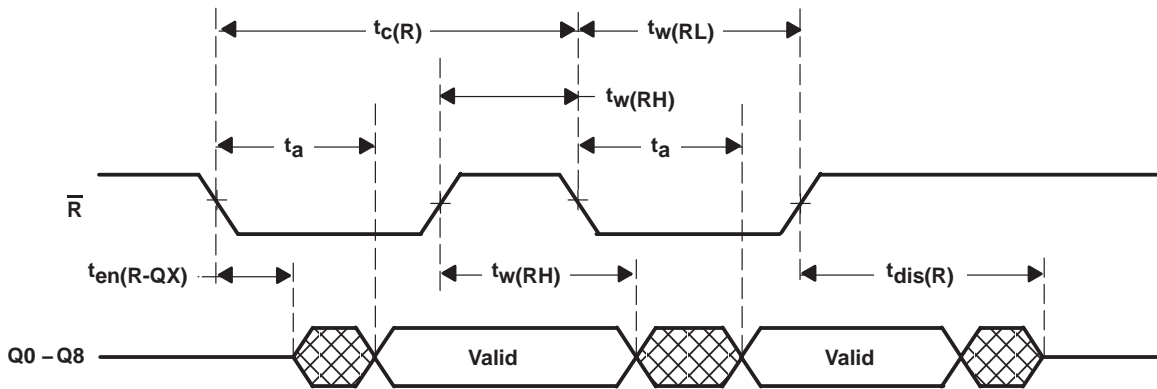 tc(R) tw(RL)
tw(RH)
ta ta
R̅
ten(R-QX) tw(RH) tdis(R)
Q0 – Q8 Valid Valid